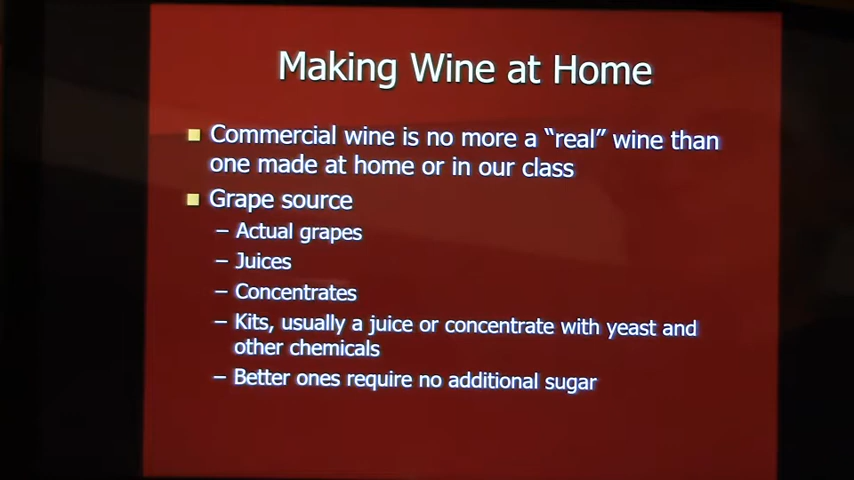 Making Wine at Home
Commercial wine is no more a “real” wine than
one made at home or in our class
Grape source
– Actual grapes
– Juices
– Concentrates
– Kits, usually a juice or concentrate with yeast and
other chemicals
– Better ones require no additional sugar